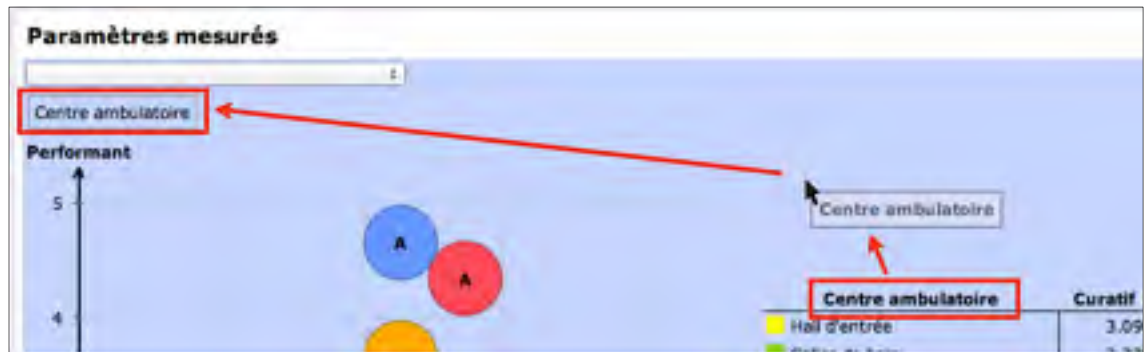 Paramètres mesurés
Centre ambulatoire
Performant
5
A
A
Centre ambulatoire
Centre ambulatoire Curatif
4
Hall d'entrée 3.09